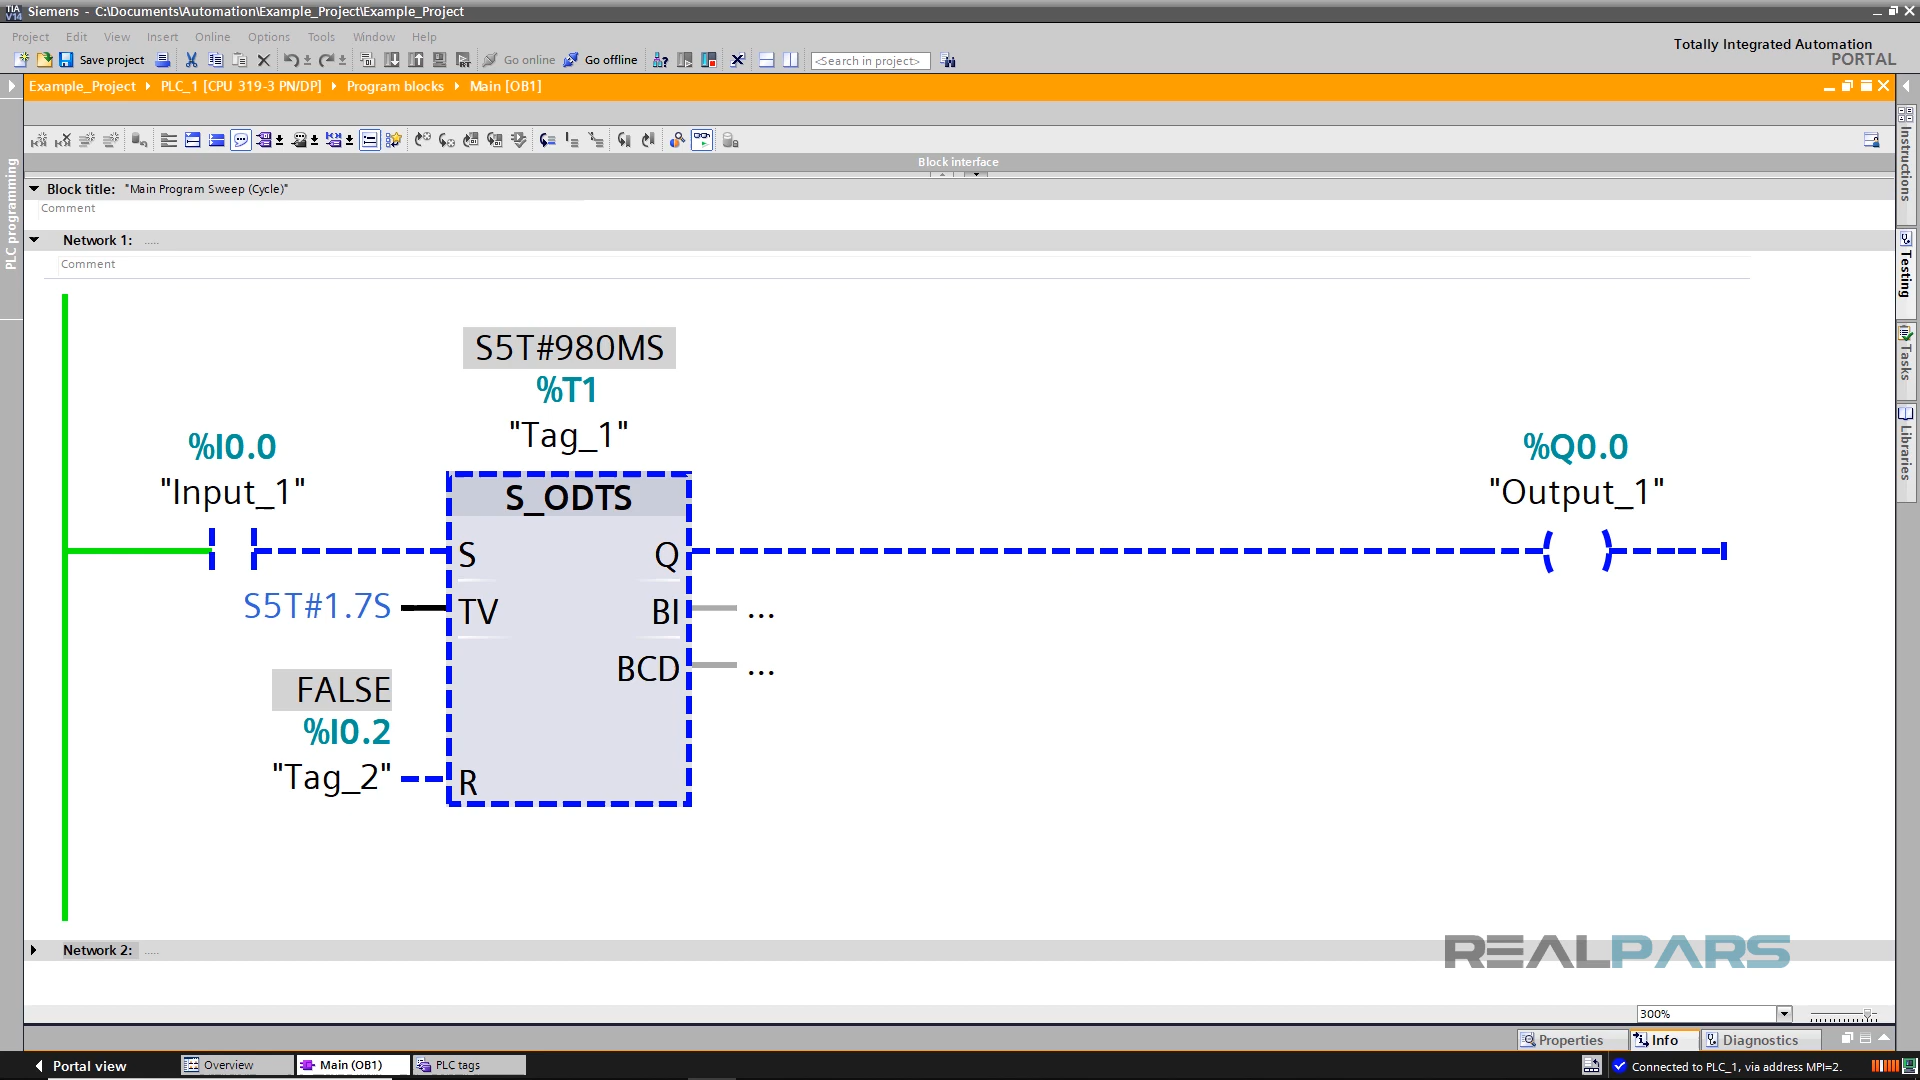 TIA V14 Siemens - C:\Documents\Automation\Example_Project\Example_Project
Project Edit View Insert Online Options Tools Window Help
Totally Integrated Automation
PORTAL
Save project Go online Go offline <Search in project>
Example_Project PLC_1 [CPU 319-3 PN/DP] Program blocks Main [OB1]
Block interface
Block title: "Main Program Sweep (Cycle)"
Comment
Network 1: .....
Comment
S5T#980MS
%T1
"Tag_1"
%I0.0
"Input_1"
%Q0.0
"Output_1"
S_ODTS
S Q
S5T#1.7S TV BI ...
BCD ...
FALSE
%I0.2
"Tag_2" R
Network 2: .....
REALPARS
300%
Properties Info Diagnostics
Portal view Overview Main (OB1) PLC tags
Connected to PLC_1, via address MPI=2.
PLC programming
Instructions
Testing
Tasks
Libraries